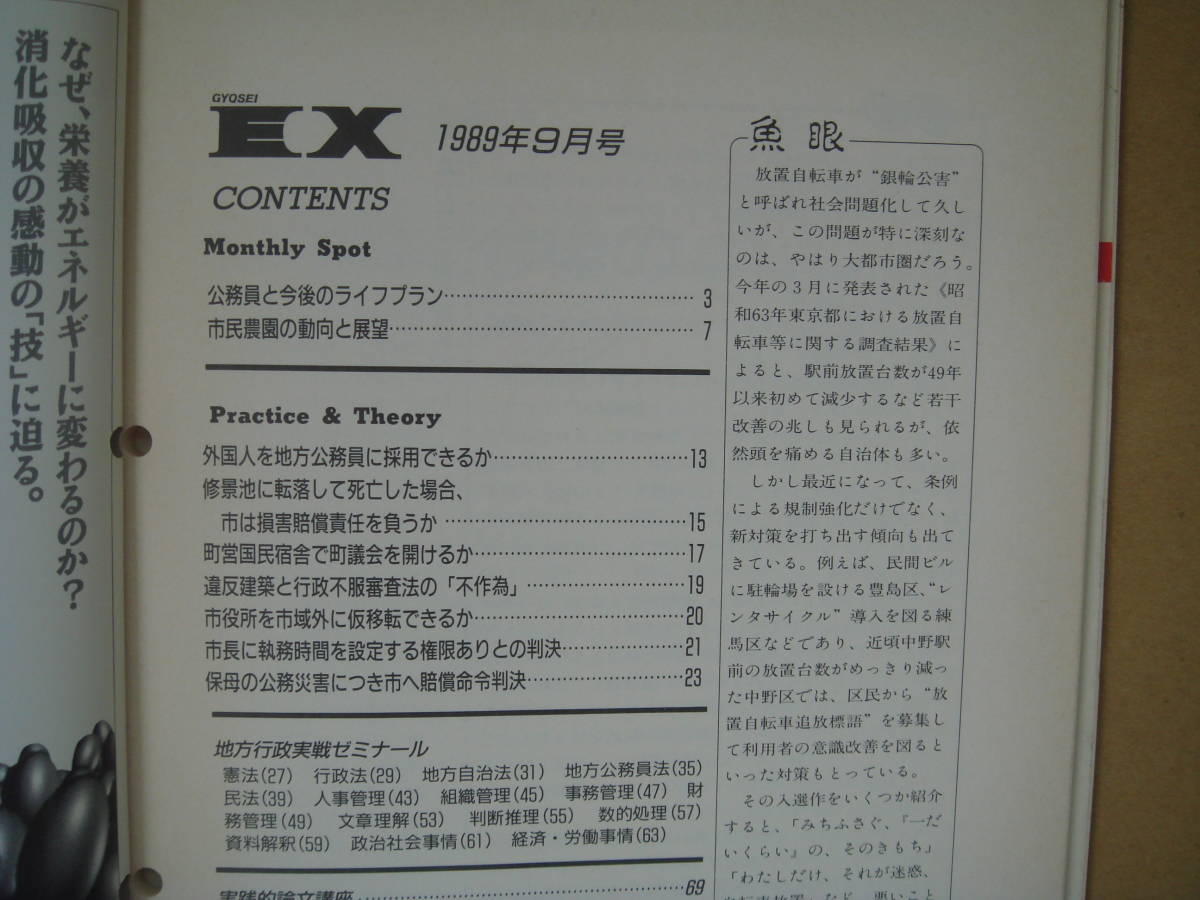 なぜ、栄養がエネルギーに変わるのか?
消化吸収の感動の「技」に迫る。
GYOSEI
EX 1989年9月号
CONTENTS
Monthly Spot
公務員と今後のライフプラン……………………………… 3
市民農園の動向と展望…………………………………… 7
Practice & Theory
外国人を地方公務員に採用できるか………………………13
修景池に転落して死亡した場合、
市は損害賠償責任を負うか ……………………………15
町営国民宿舎で町議会を開けるか…………………………17
違反建築と行政不服審査法の「不作為」…………………19
市役所を市域外に仮移転できるか…………………………20
市長に執務時間を設定する権限ありとの判決……………21
保母の公務災害につき市へ賠償命令判決…………………23
地方行政実戦ゼミナール
憲法(27) 行政法(29) 地方自治法(31) 地方公務員法(35)
民法(39) 人事管理(43) 組織管理(45) 事務管理(47) 財
務管理(49) 文章理解(53) 判断推理(55) 数的処理(57)
資料解釈(59) 政治社会事情(61) 経済・労働事情(63)
実践的論文講座……………………………………………69
魚眼
放置自転車が“銀輪公害”
と呼ばれ社会問題化して久し
いが、この問題が特に深刻な
のは、やはり大都市圏だろう。
今年の3月に発表された《昭
和63年東京都における放置自
転車等に関する調査結果》に
よると、駅前放置台数が49年
以来初めて減少するなど若干
改善の兆しも見られるが、依
然頭を痛める自治体も多い。
しかし最近になって、条例
による規制強化だけでなく、
新対策を打ち出す傾向も出て
きている。例えば、民間ビル
に駐輪場を設ける豊島区、“レ
ンタサイクル”導入を図る練
馬区などであり、近頃中野駅
前の放置台数がめっきり減っ
た中野区では、区民から“放
置自転車追放標語”を募集し
て利用者の意識改善を図ると
いった対策もとっている。
その入選作をいくつか紹介
すると、「みちふさぐ、『一だ
いくらい』の、そのきもち」
「わたしだけ、それが迷惑、
自転車放置」など、悪いこと